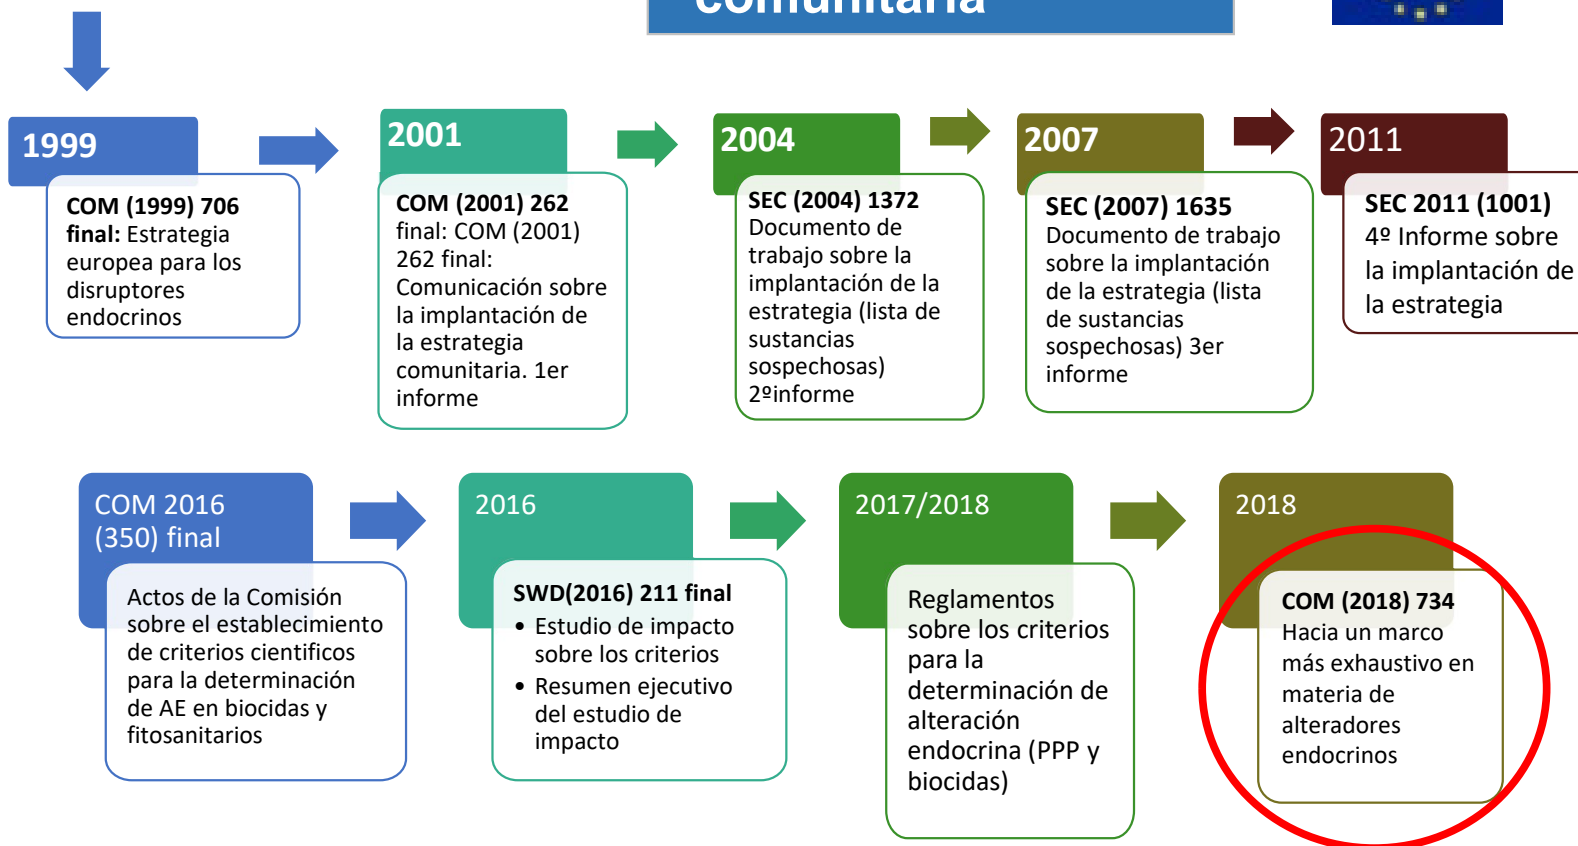 comunitaria
1999
COM (1999) 706
final: Estrategia
europea para los
disruptores
endocrinos
2001
COM (2001) 262
final: COM (2001)
262 final:
Comunicación sobre
la implantación de
la estrategia
comunitaria. 1er
informe
2004
SEC (2004) 1372
Documento de
trabajo sobre la
implantación de la
estrategia (lista de
sustancias
sospechosas)
2ºinforme
2007
SEC (2007) 1635
Documento de trabajo
sobre la implantación
de la estrategia (lista
de sustancias
sospechosas) 3er
informe
2011
SEC 2011 (1001)
4º Informe sobre
la implantación de
la estrategia
COM 2016
(350) final
Actos de la Comisión
sobre el establecimiento
de criterios cientificos
para la determinación
de AE en biocidas y
fitosanitarios
2016
SWD(2016) 211 final
• Estudio de impacto
sobre los criterios
• Resumen ejecutivo
del estudio de
impacto
2017/2018
Reglamentos
sobre los criterios
para la
determinación de
alteración
endocrina (PPP y
biocidas)
2018
COM (2018) 734
Hacia un marco
más exhaustivo en
materia de
alteradores
endocrinos